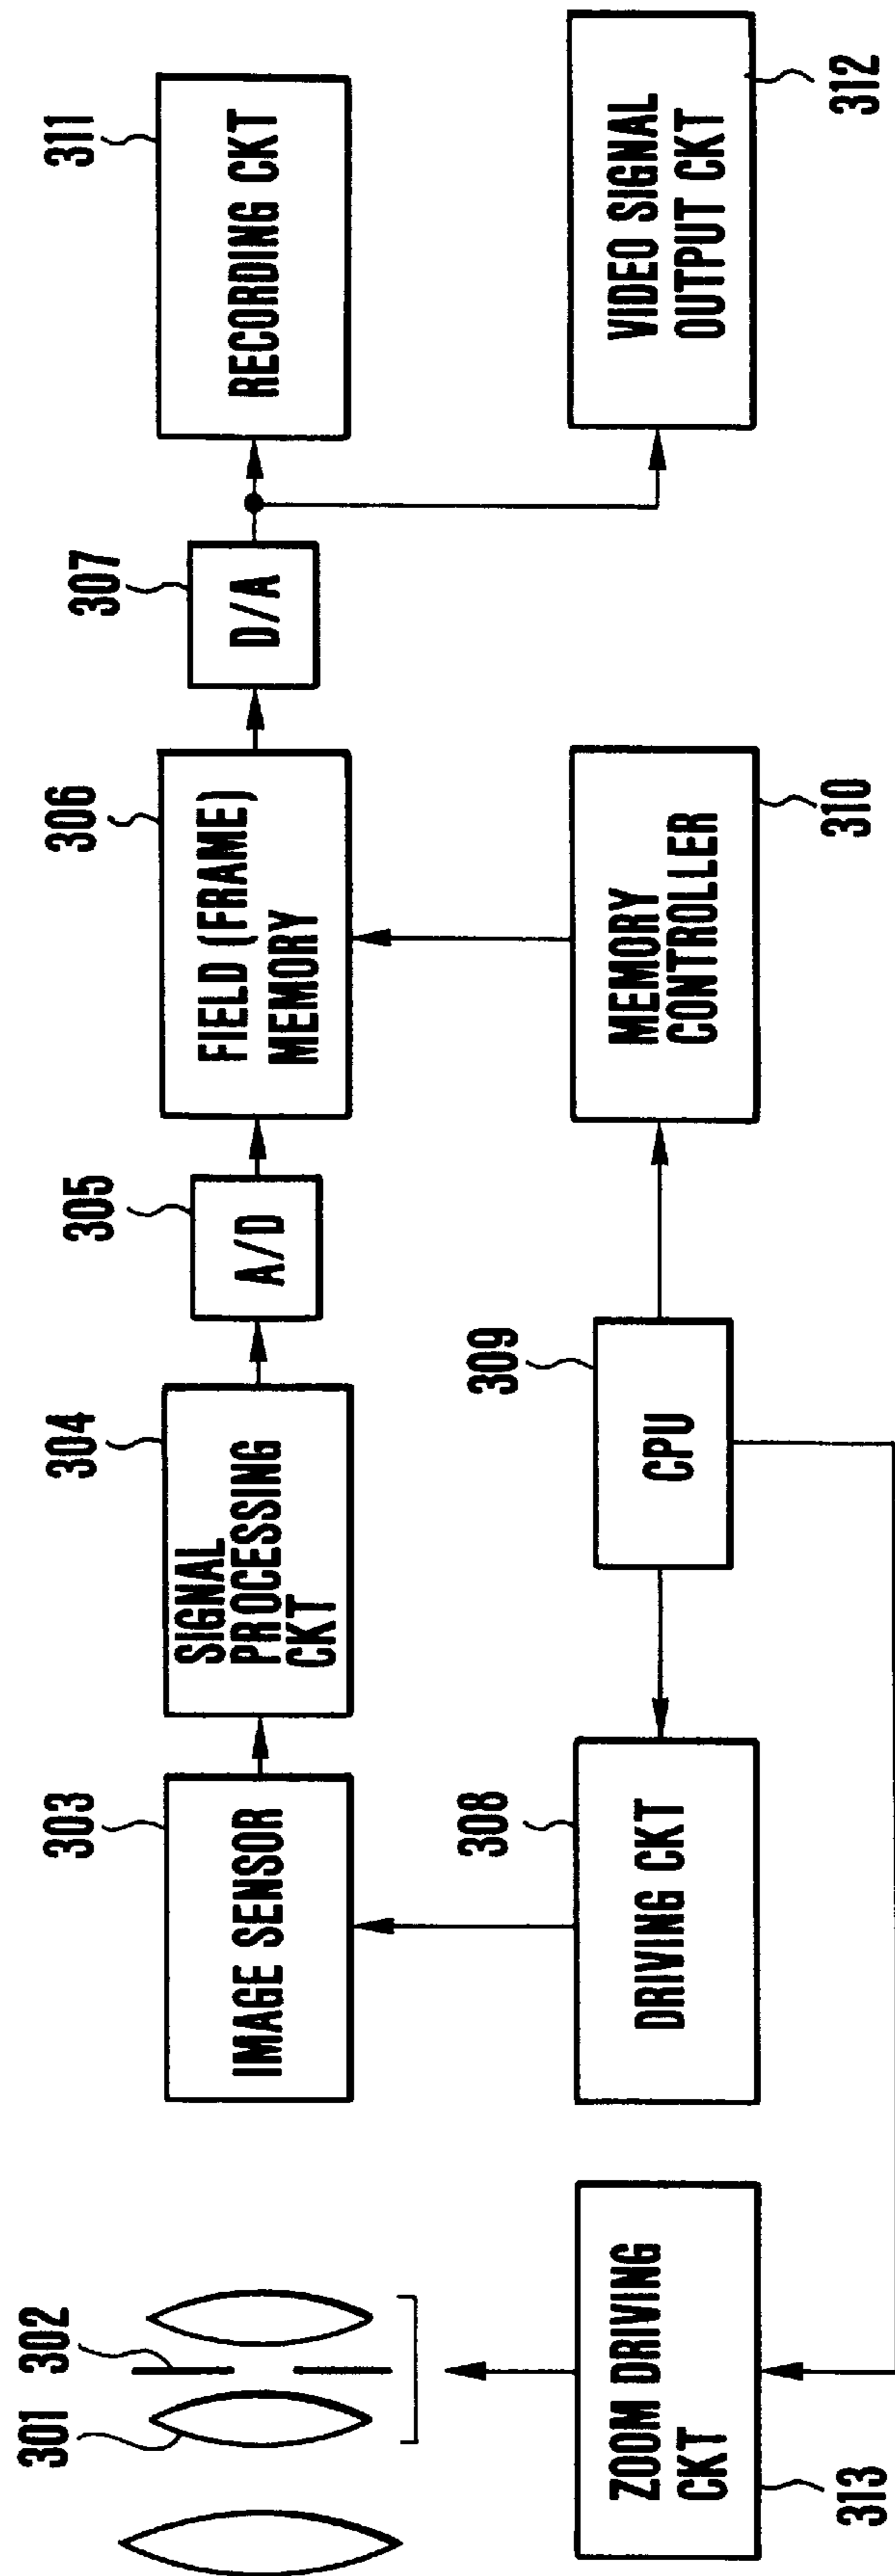 301
302
303
IMAGE SENSOR
304
SIGNAL
PROCESSING
CKT
305
A/D
306
FIELD (FRAME)
MEMORY
307
D/A
311
RECORDING CKT
313
ZOOM DRIVING
CKT
308
DRIVING CKT
309
CPU
310
MEMORY
CONTROLLER
312
VIDEO SIGNAL
OUTPUT CKT